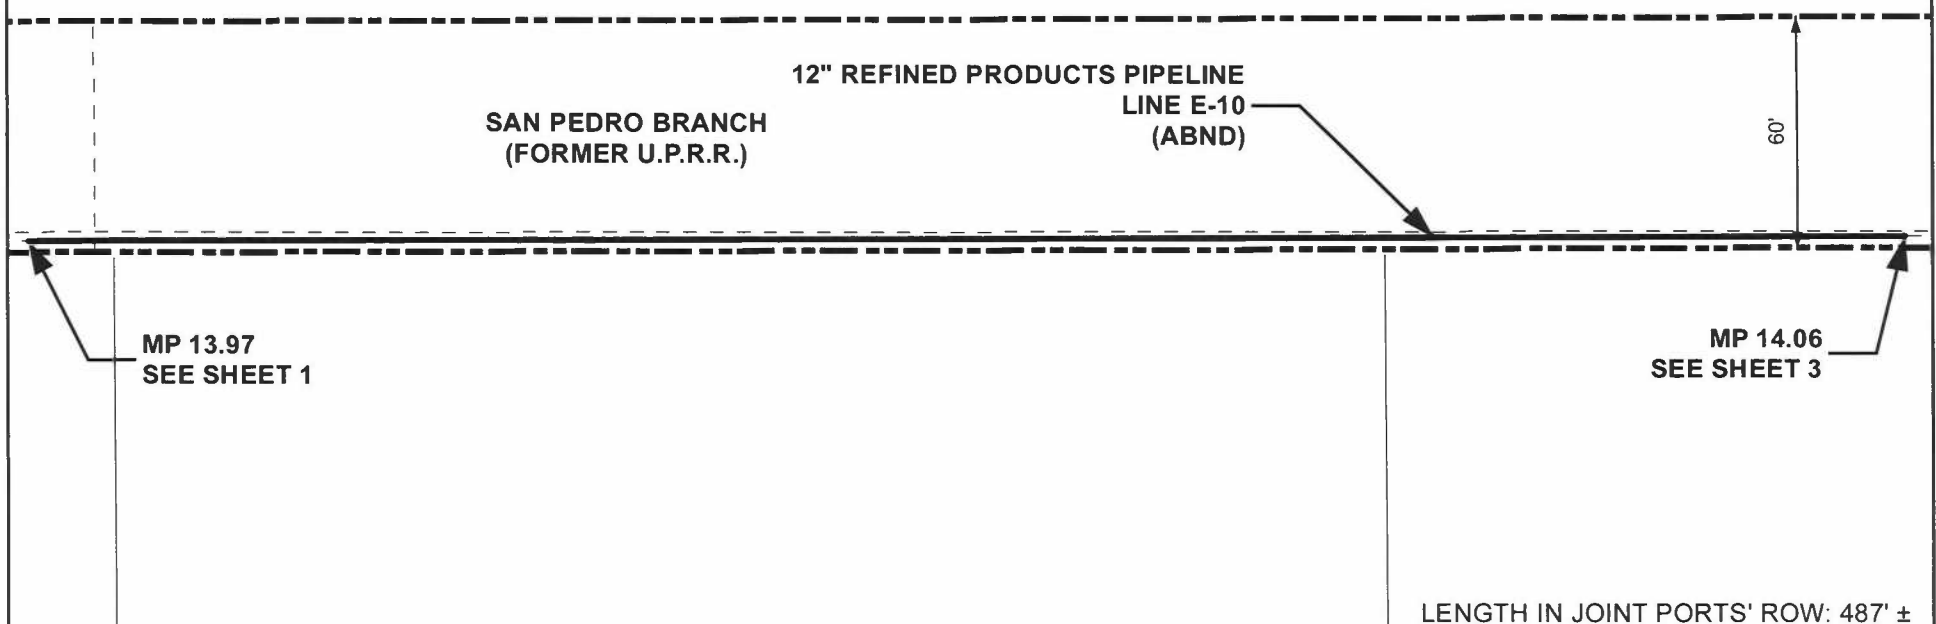 12" REFINED PRODUCTS PIPELINE
LINE E-10
(ABND)
SAN PEDRO BRANCH
(FORMER U.P.R.R.)
60'
MP 13.97
SEE SHEET 1
MP 14.06
SEE SHEET 3
LENGTH IN JOINT PORTS' ROW: 487' ±